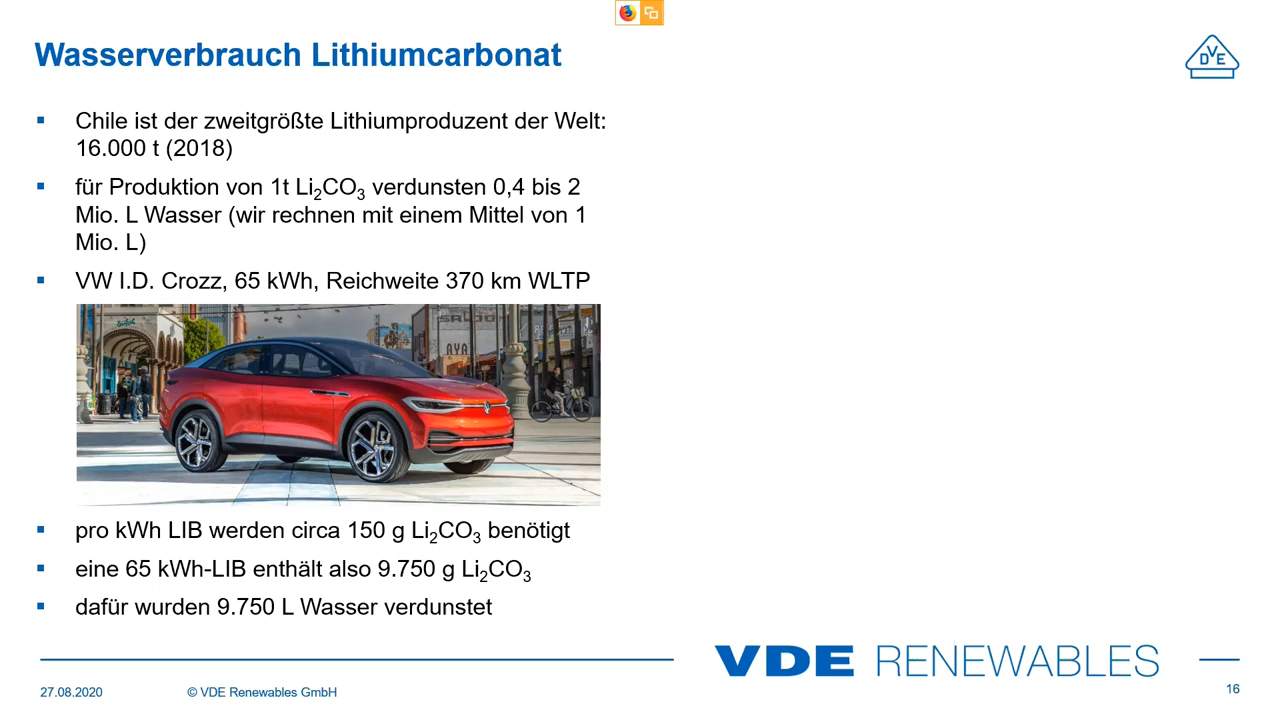 Wasserverbrauch Lithiumcarbonat
DVE
▪ Chile ist der zweitgrößte Lithiumproduzent der Welt:
16.000 t (2018)
▪ für Produktion von 1t Li₂CO₃ verdunsten 0,4 bis 2
Mio. L Wasser (wir rechnen mit einem Mittel von 1
Mio. L)
▪ VW I.D. Crozz, 65 kWh, Reichweite 370 km WLTP
AYA
▪ pro kWh LIB werden circa 150 g Li₂CO₃ benötigt
▪ eine 65 kWh-LIB enthält also 9.750 g Li₂CO₃
▪ dafür wurden 9.750 L Wasser verdunstet
VDE RENEWABLES
27.08.2020
© VDE Renewables GmbH
16